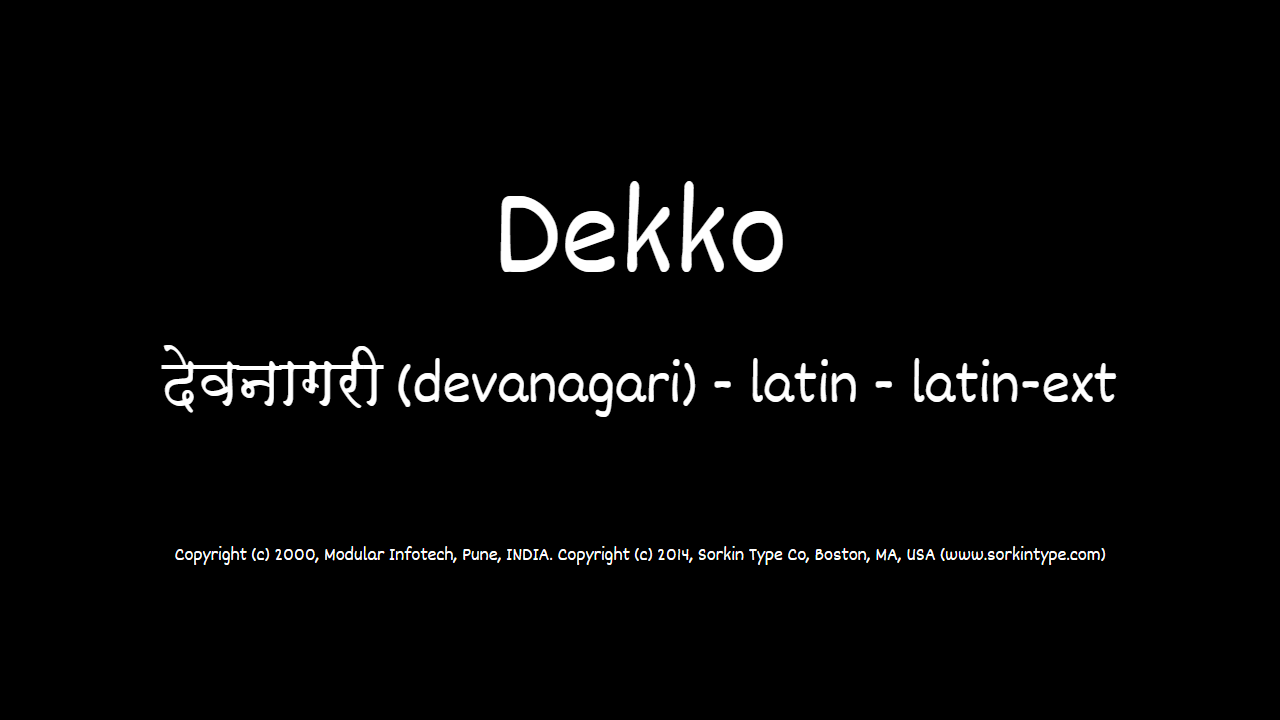 Dekko
देवनागरी (devanagari) - latin - latin-ext
Copyright (c) 2000, Modular Infotech, Pune, INDIA. Copyright (c) 2014, Sorkin Type Co, Boston, MA, USA (www.sorkintype.com)